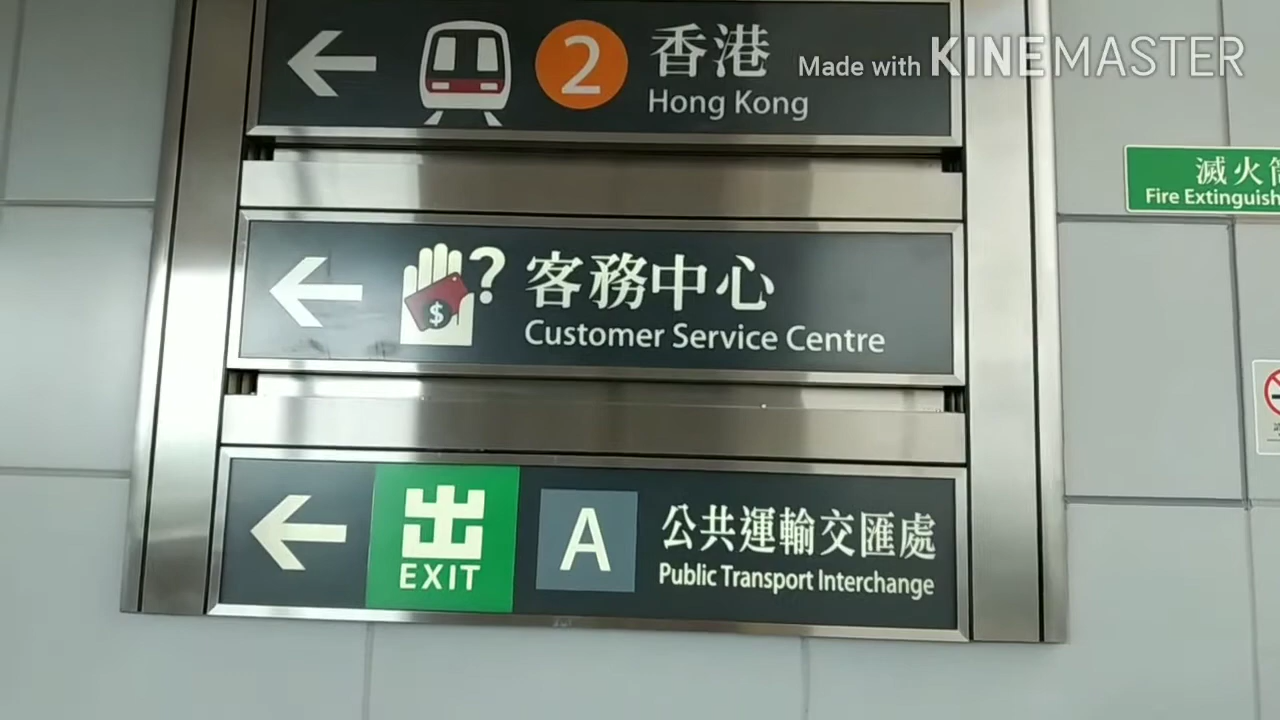 2 香港
Hong Kong
Made with KINEMASTER
滅火
Fire Extinguish
? 客務中心
$ Customer Service Centre
出 A 公共運輸交匯處
EXIT Public Transport Interchange